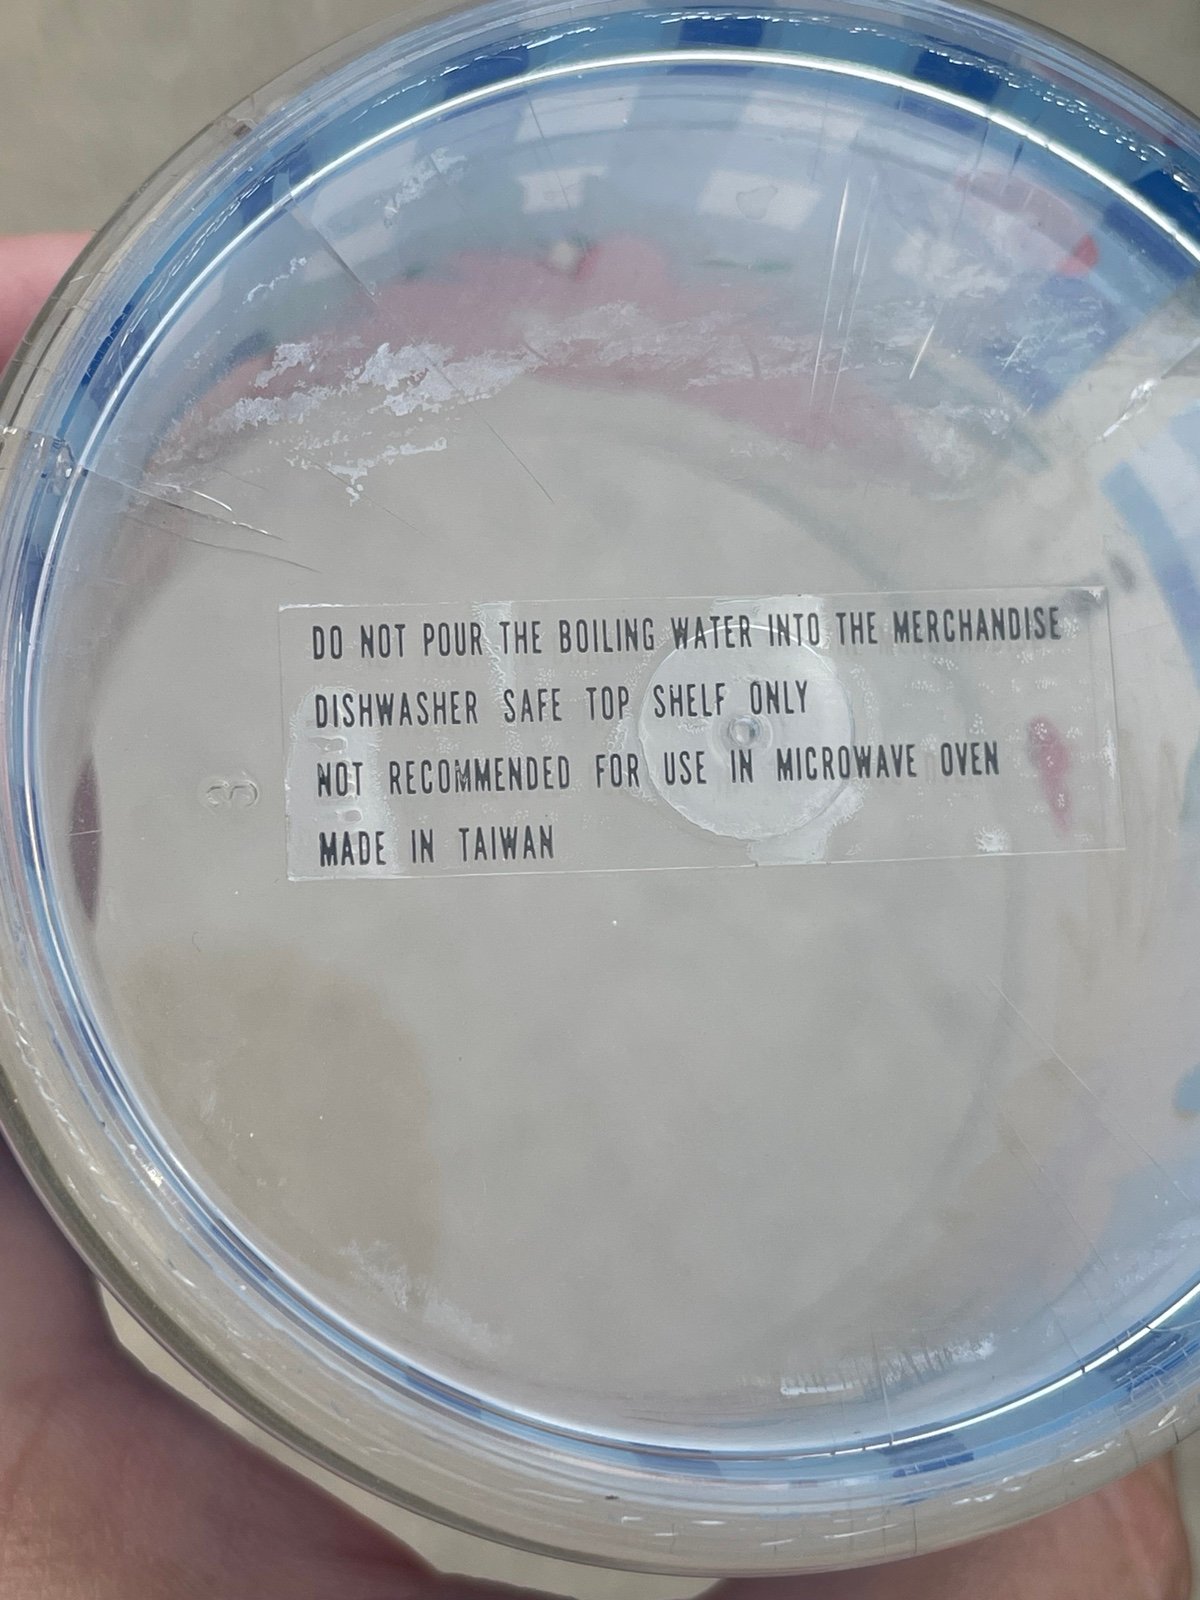 DO NOT POUR THE BOILING WATER INTO THE MERCHANDISE
DISHWASHER SAFE TOP SHELF ONLY
NOT RECOMMENDED FOR USE IN MICROWAVE OVEN
MADE IN TAIWAN